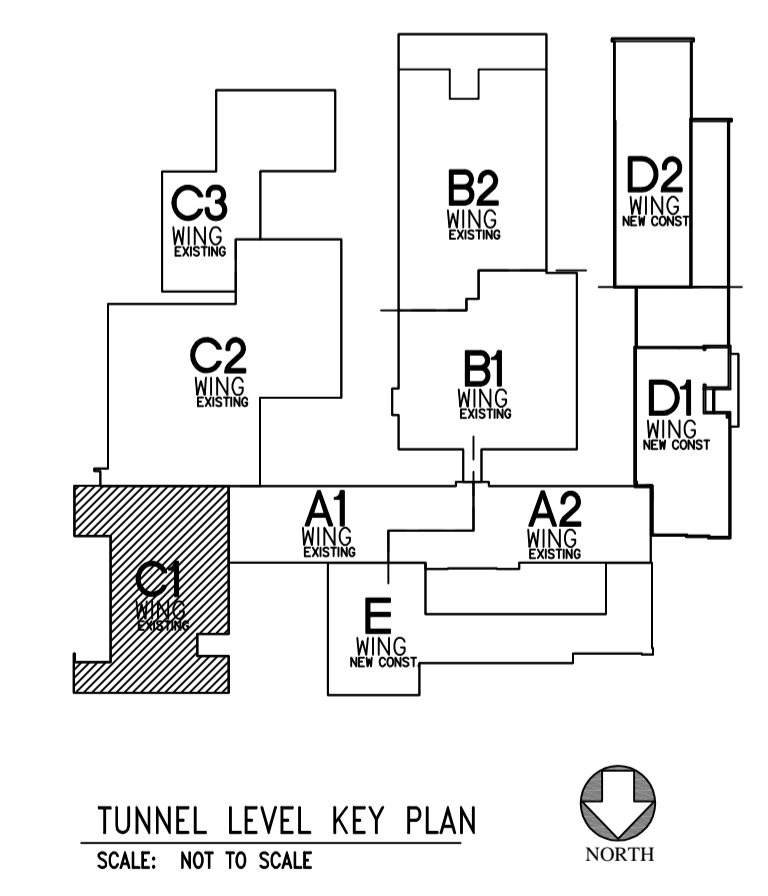 C3
WING
EXISTING
B2
WING
EXISTING
D2
WING
NEW CONST
C2
WING
EXISTING
B1
WING
EXISTING
D1
WING
NEW CONST
A1
WING
EXISTING
A2
WING
EXISTING
C1
WING
EXISTING
E
WING
NEW CONST
TUNNEL LEVEL KEY PLAN
SCALE: NOT TO SCALE
NORTH